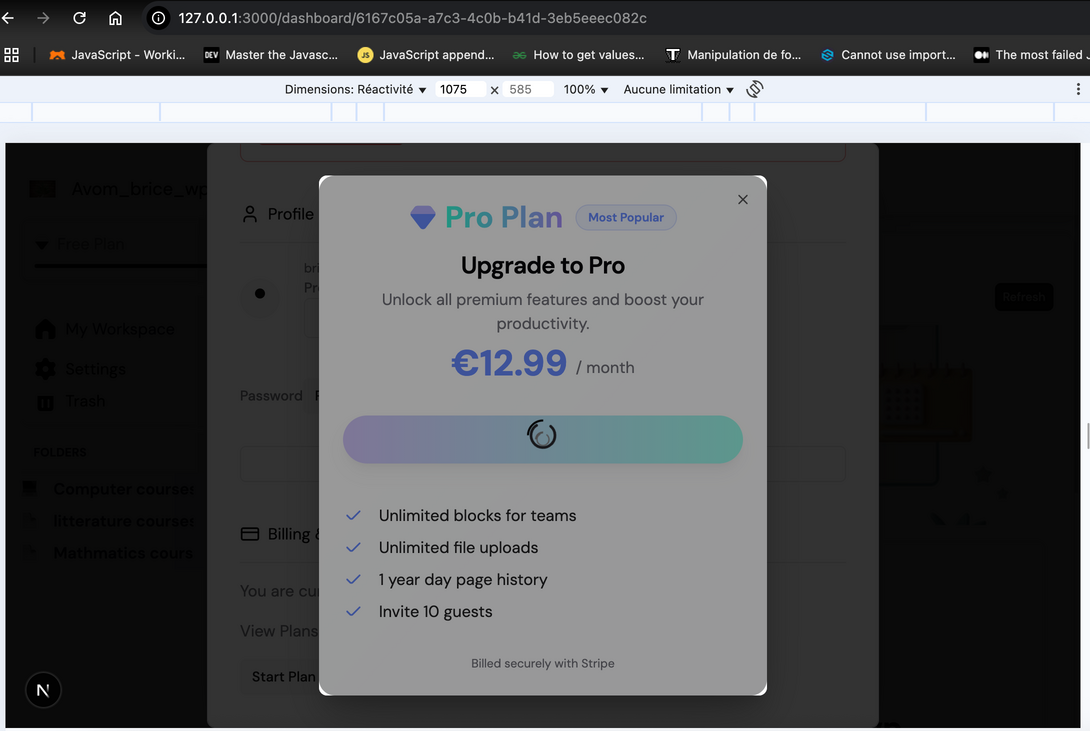 127.0.0.1:3000/dashboard/6167c05a-a7c3-4c0b-b41d-3eb5eeec082c
JavaScript - Worki...
DEV
Master the Javasc...
JS
JavaScript append...
How to get values...
T
Manipulation de fo...
Cannot use import...
The most failed J
Dimensions: Réactivité
1075
x
585
100%
Aucune limitation
Avom_brice_wp
Free Plan
My Workspace
Settings
Trash
FOLDERS
Computer courses
litterature courses
Mathmatics cours
Profile
bri
Pr
Password
Billing &
You are cu
View Plans
Start Plan
Refresh
Pro Plan
Most Popular
Upgrade to Pro
Unlock all premium features and boost your
productivity.
€12.99 / month
Unlimited blocks for teams
Unlimited file uploads
1 year day page history
Invite 10 guests
Billed securely with Stripe
N